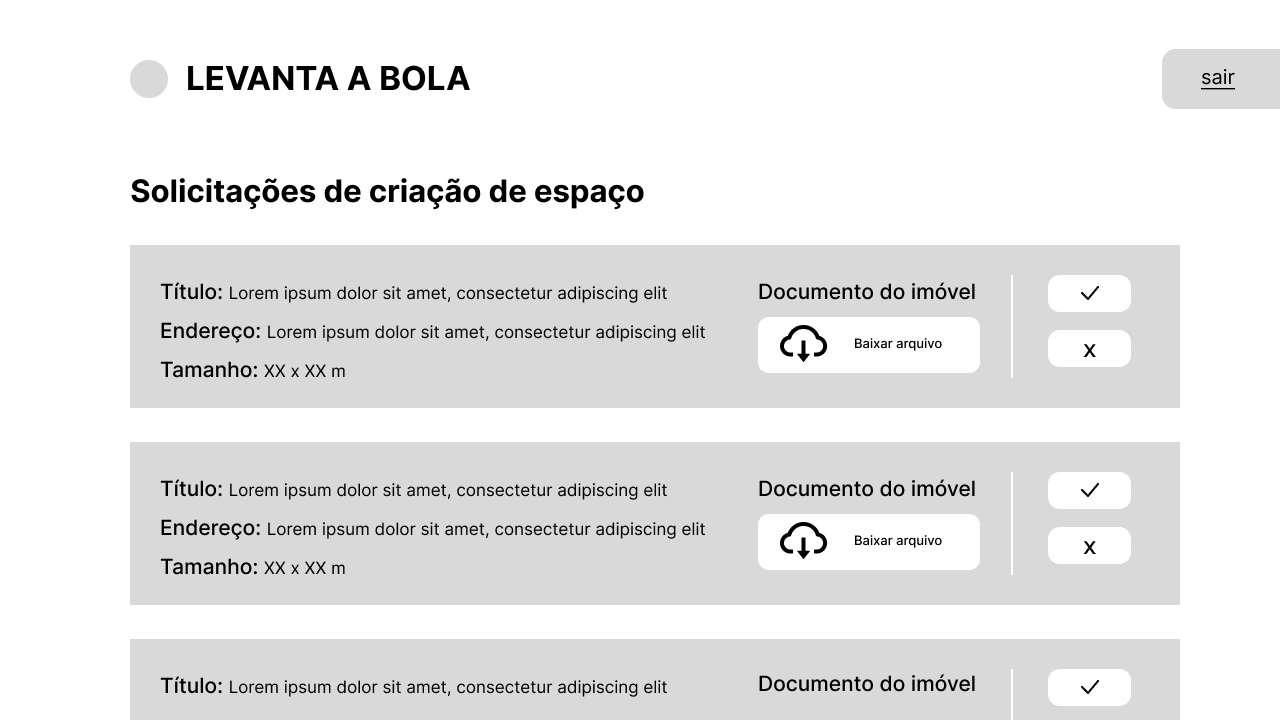 LEVANTA A BOLA
sair
Solicitações de criação de espaço
Título: Lorem ipsum dolor sit amet, consectetur adipiscing elit
Endereço: Lorem ipsum dolor sit amet, consectetur adipiscing elit
Tamanho: XX x XX m
Documento do imóvel
Baixar arquivo
x
Título: Lorem ipsum dolor sit amet, consectetur adipiscing elit
Endereço: Lorem ipsum dolor sit amet, consectetur adipiscing elit
Tamanho: XX x XX m
Documento do imóvel
Baixar arquivo
x
Título: Lorem ipsum dolor sit amet, consectetur adipiscing elit
Documento do imóvel